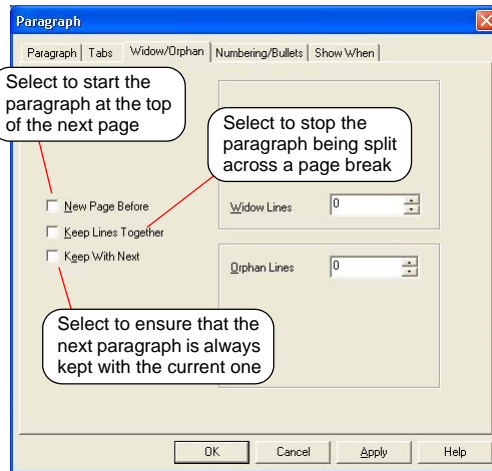 Paragraph
Paragraph Tabs Widow/Orphan Numbering/Bullets Show When
Select to start the
paragraph at the top
of the next page
Select to stop the
paragraph being split
across a page break
New Page Before
Keep Lines Together
Keep With Next
Widow Lines 0
Orphan Lines 0
Select to ensure that the
next paragraph is always
kept with the current one
OK Cancel Apply Help